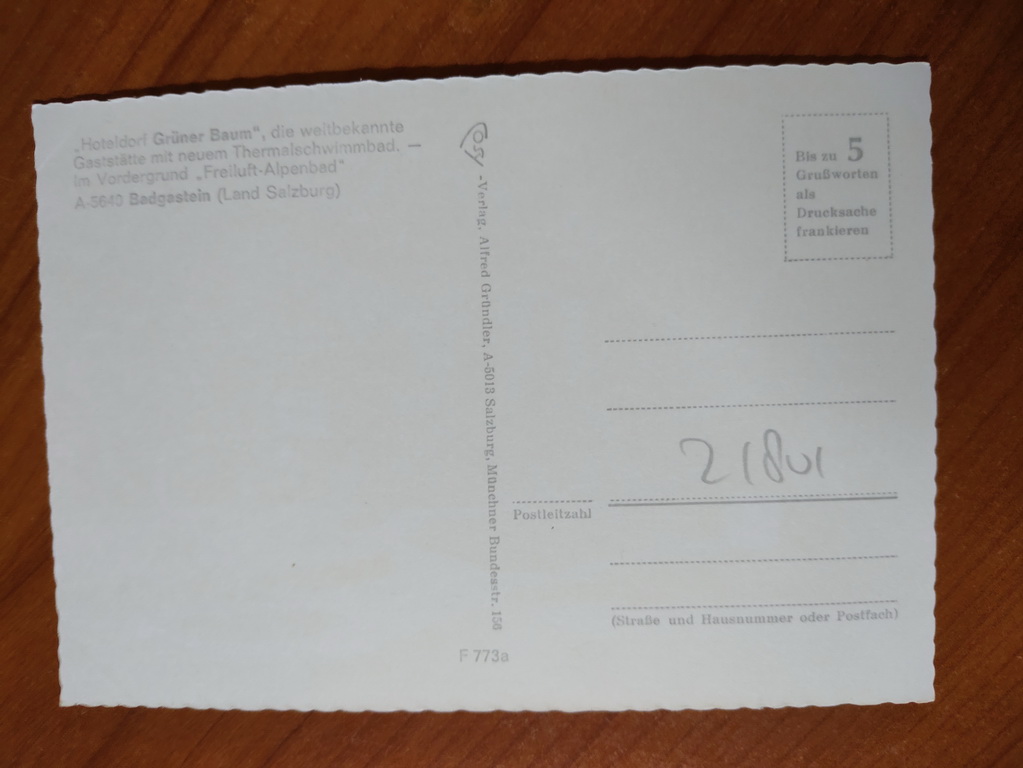 „Hoteldorf Grüner Baum“, die weltbekannte
Gaststätte mit neuem Thermalschwimmbad. —
Im Vordergrund „Freiluft-Alpenbad“
A-5640 Badgastein (Land Salzburg)
Cosy-Verlag, Alfred Gründler, A-5013 Salzburg, Münchner Bundesstr. 156
F 773a
Bis zu 5
Grußworten
als
Drucksache
frankieren
Postleitzahl
(Straße und Hausnummer oder Postfach)